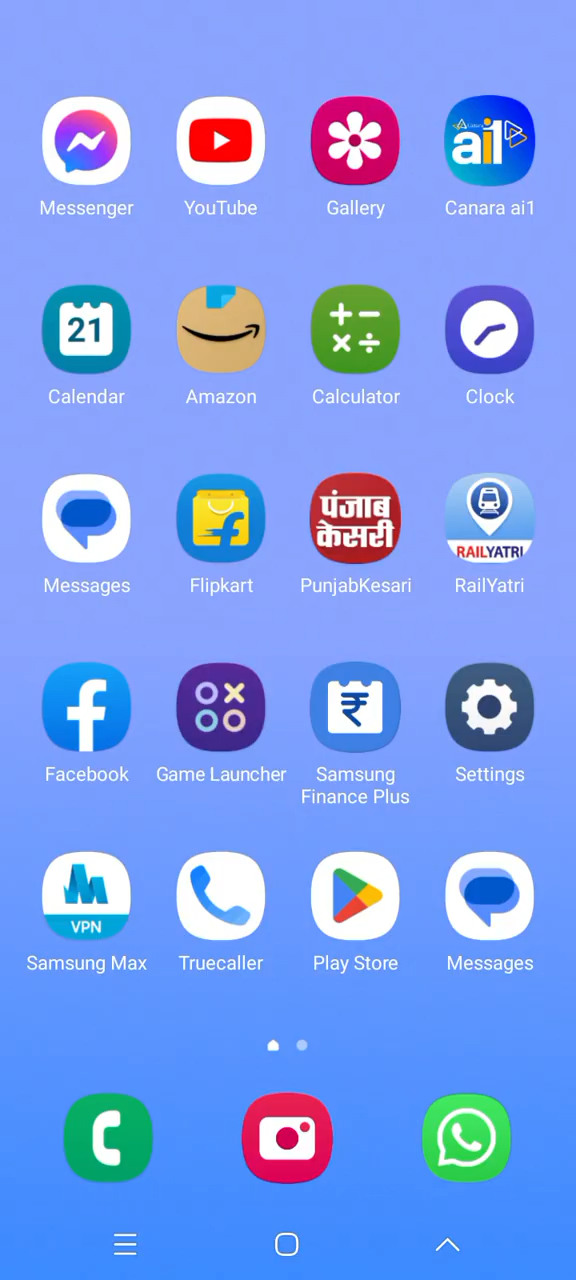 Canara
ai1
Messenger YouTube Gallery Canara ai1
21
Calendar Amazon Calculator Clock
पंजाब
केसरी
RAILYATRI
Messages Flipkart PunjabKesari RailYatri
₹
Facebook Game Launcher Samsung Settings
Finance Plus
VPN
Samsung Max Truecaller Play Store Messages